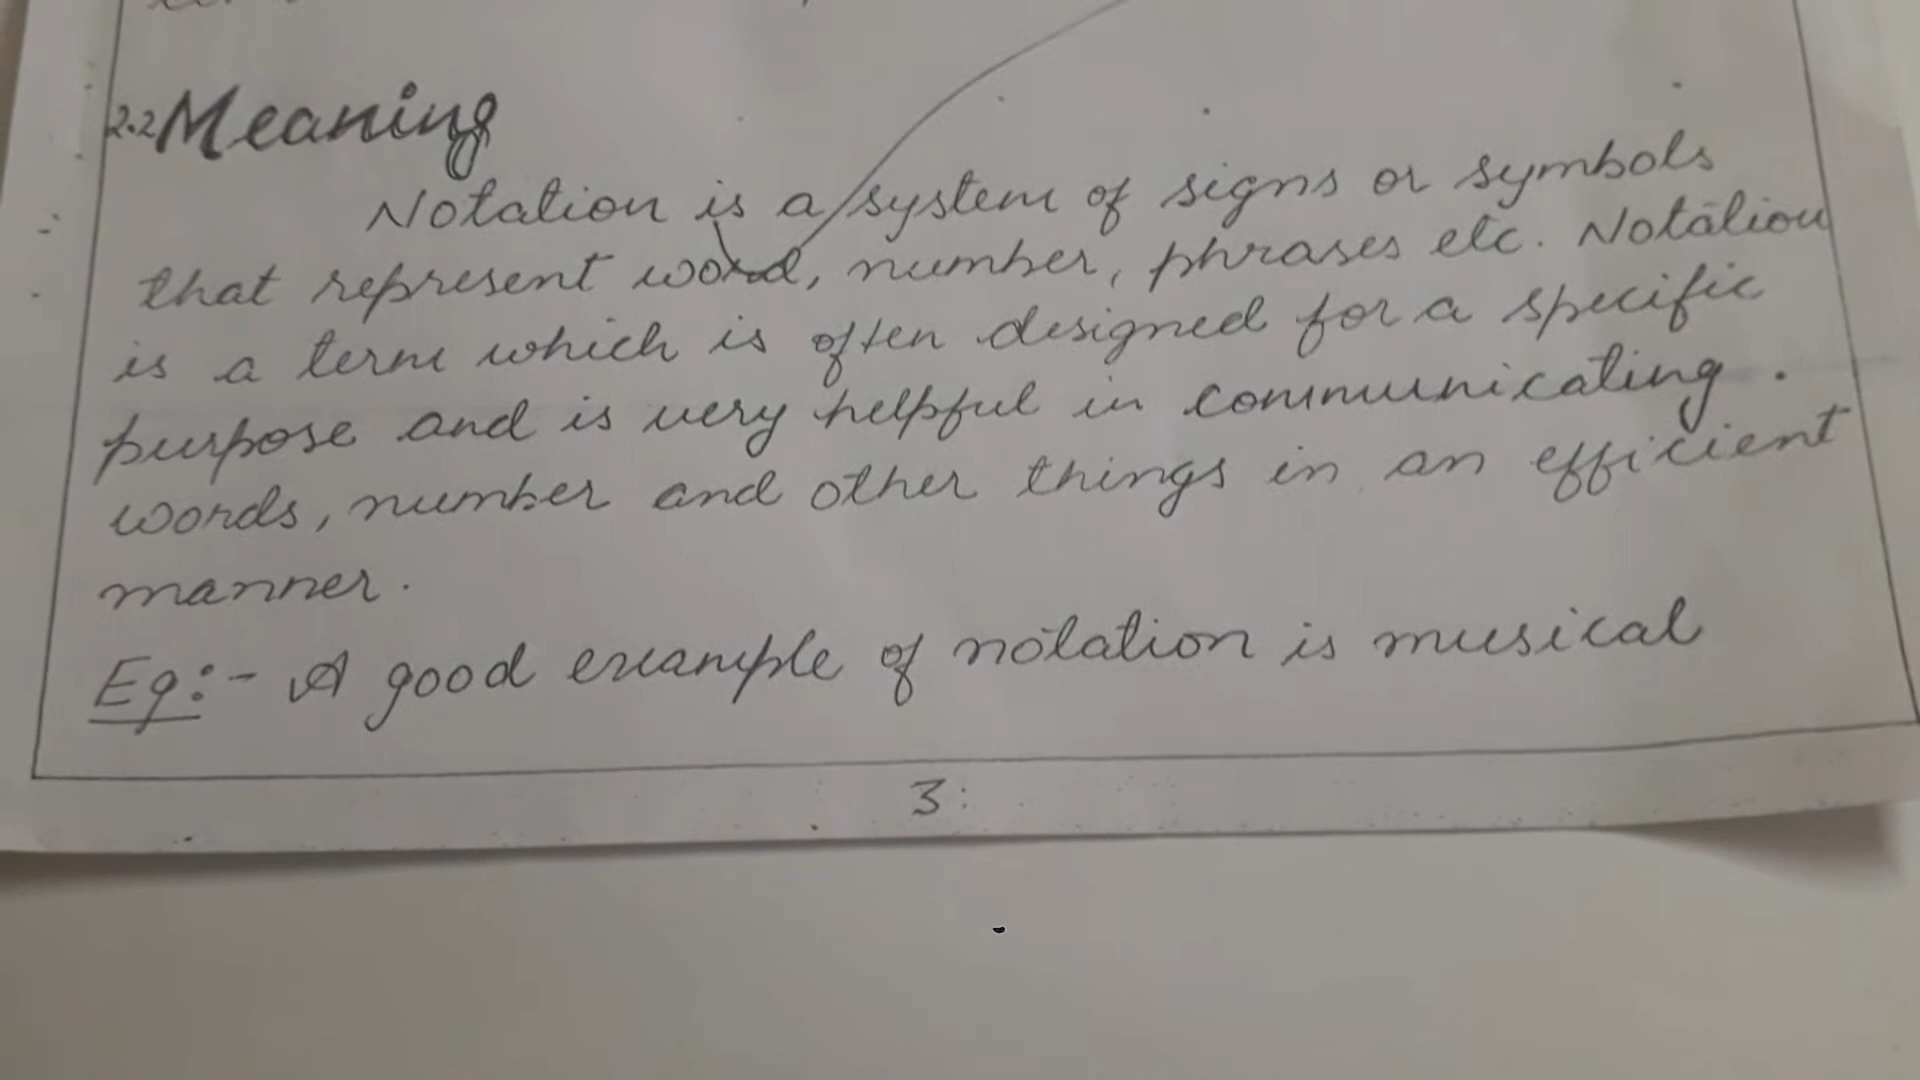 2.2 Meaning
Notation is a system of signs or symbols
that represent word, number, phrases etc. Notation
is a term which is often designed for a specific
purpose and is very helpful in communicating.
words, number and other things in an efficient
manner.
Eg:- A good example of notation is musical
3: